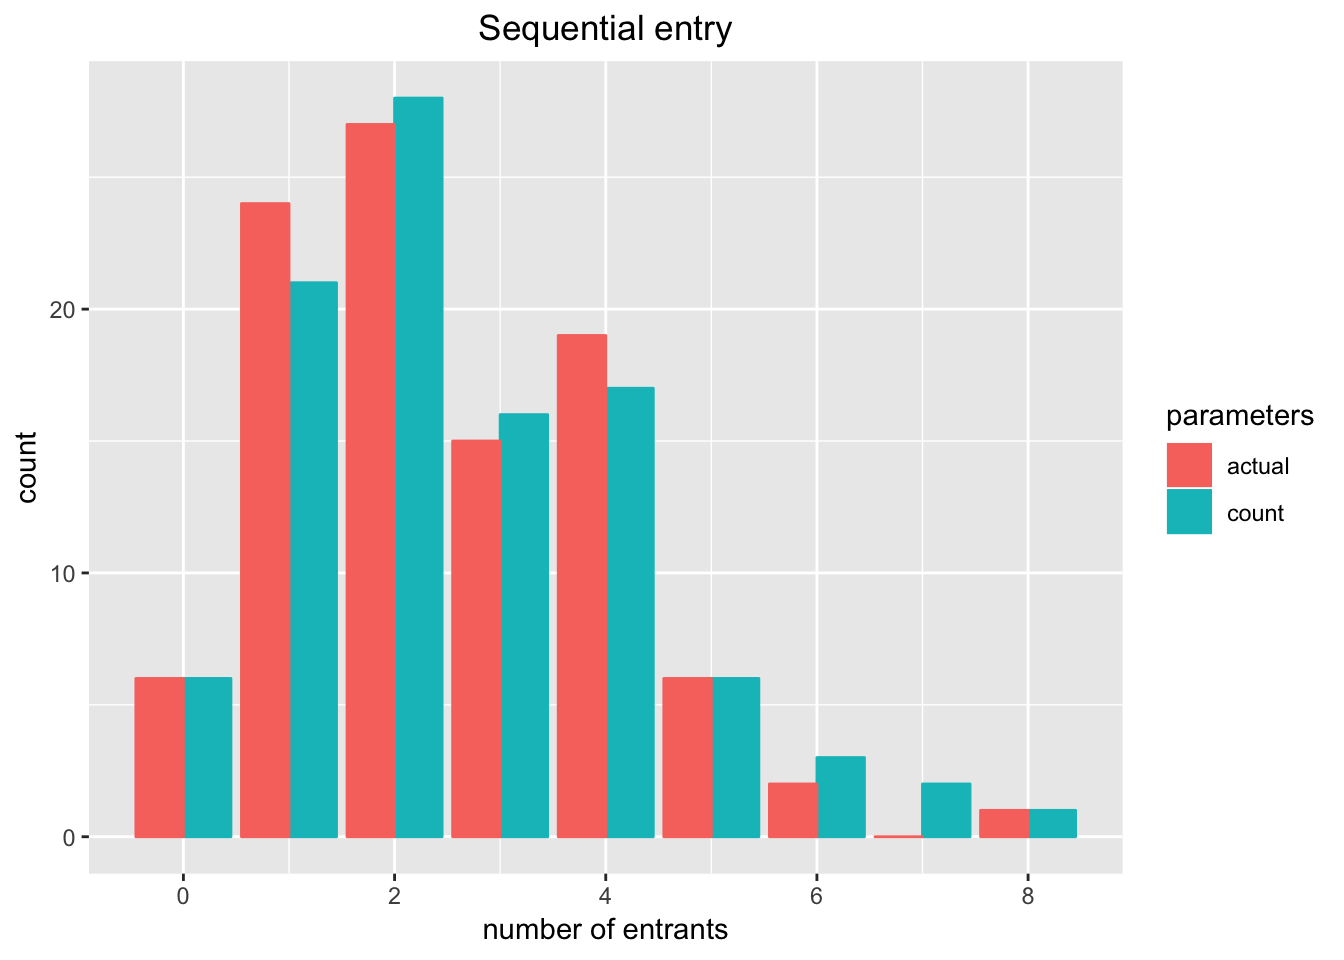 Sequential entry
count
20
10
0
0 2 4 6 8
number of entrants
parameters
actual
count